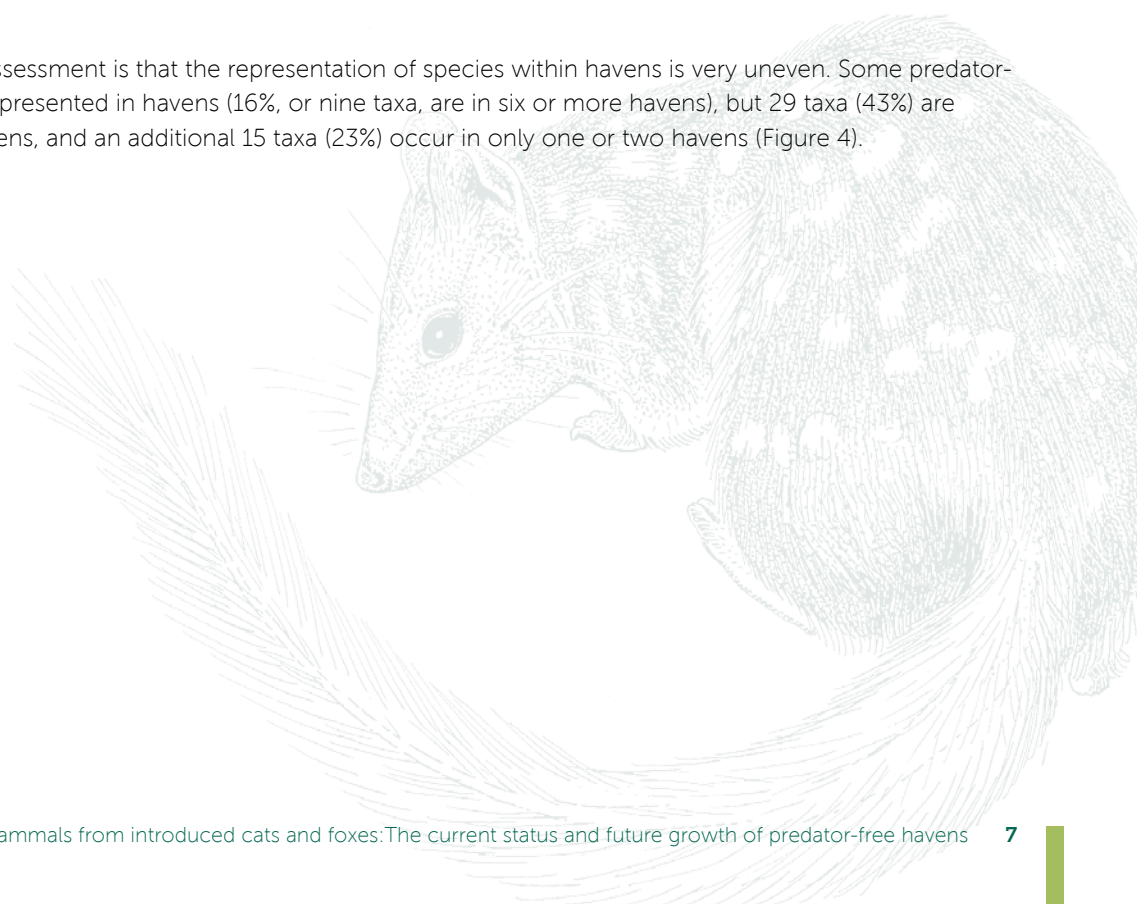 ssessment is that the representation of species within havens is very uneven. Some predator-
presented in havens (16%, or nine taxa, are in six or more havens), but 29 taxa (43%) are
ens, and an additional 15 taxa (23%) occur in only one or two havens (Figure 4).
ammals from introduced cats and foxes:The current status and future growth of predator-free havens 7